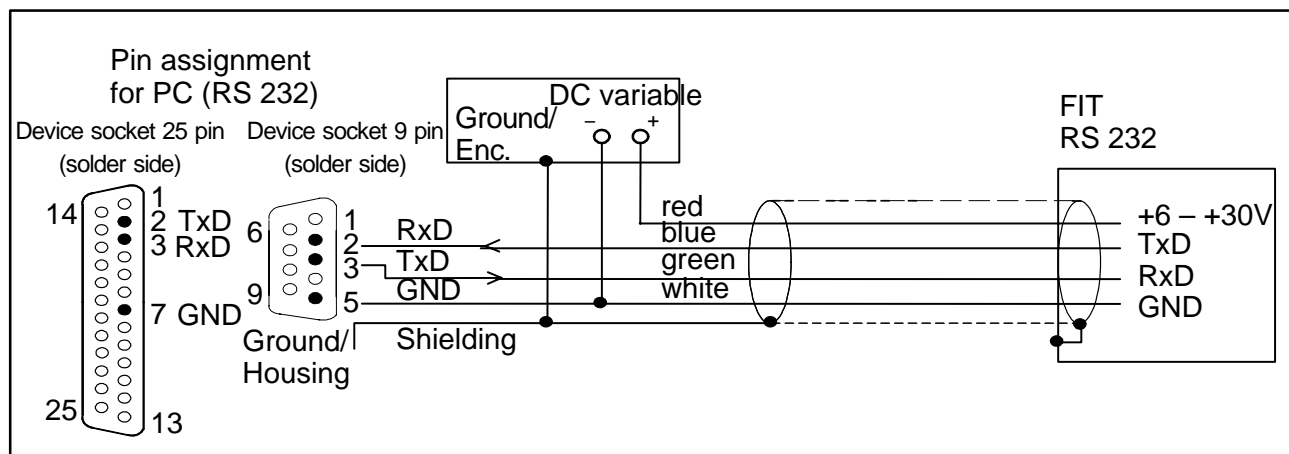 Pin assignment
for PC (RS 232)
Device socket 25 pin
(solder side)
Device socket 9 pin
(solder side)
DC variable
Ground/
Enc.
– +
FIT
RS 232
14
1
2 TxD
3 RxD
7 GND
25
13
6
1
2
3
9
5
RxD
TxD
GND
Ground/
Housing
Shielding
red
blue
green
white
+6 – +30V
TxD
RxD
GND